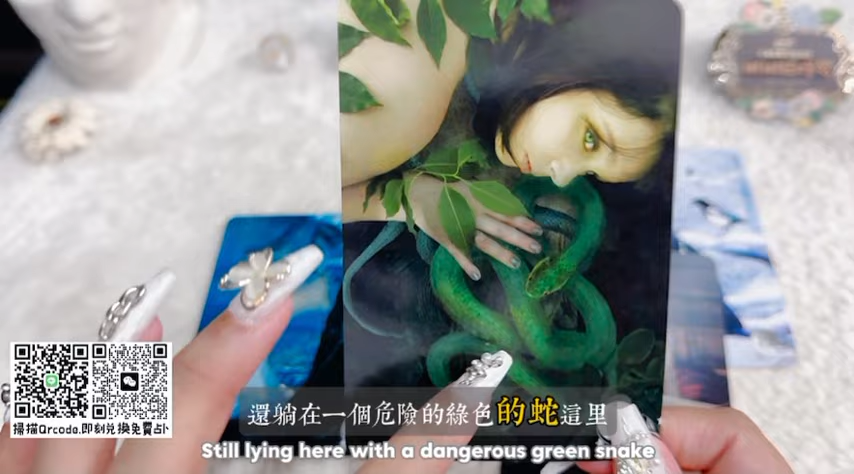 還躺在一個危險的綠色的蛇這里
Still lying here with a dangerous green snake
掃描Qrcode,即刻兌換免費占卜